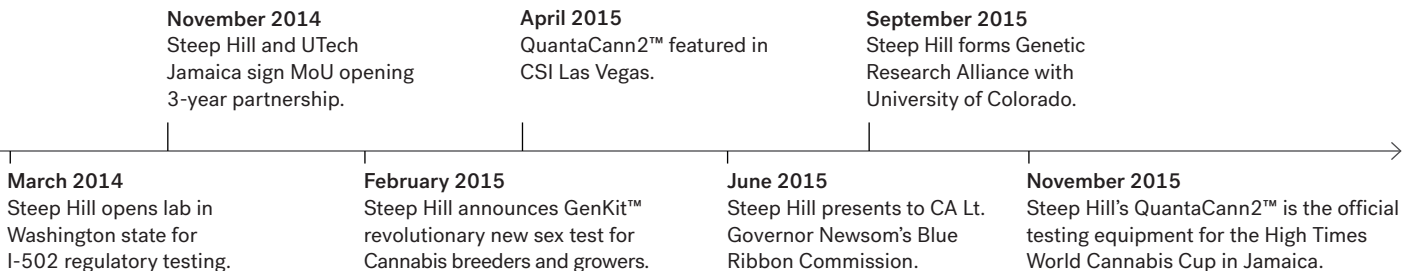 November 2014
Steep Hill and UTech
Jamaica sign MoU opening
3-year partnership.
April 2015
QuantaCann2™ featured in
CSI Las Vegas.
September 2015
Steep Hill forms Genetic
Research Alliance with
University of Colorado.
March 2014
Steep Hill opens lab in
Washington state for
I-502 regulatory testing.
February 2015
Steep Hill announces GenKit™
revolutionary new sex test for
Cannabis breeders and growers.
June 2015
Steep Hill presents to CA Lt.
Governor Newsom’s Blue
Ribbon Commission.
November 2015
Steep Hill’s QuantaCann2™ is the official
testing equipment for the High Times
World Cannabis Cup in Jamaica.